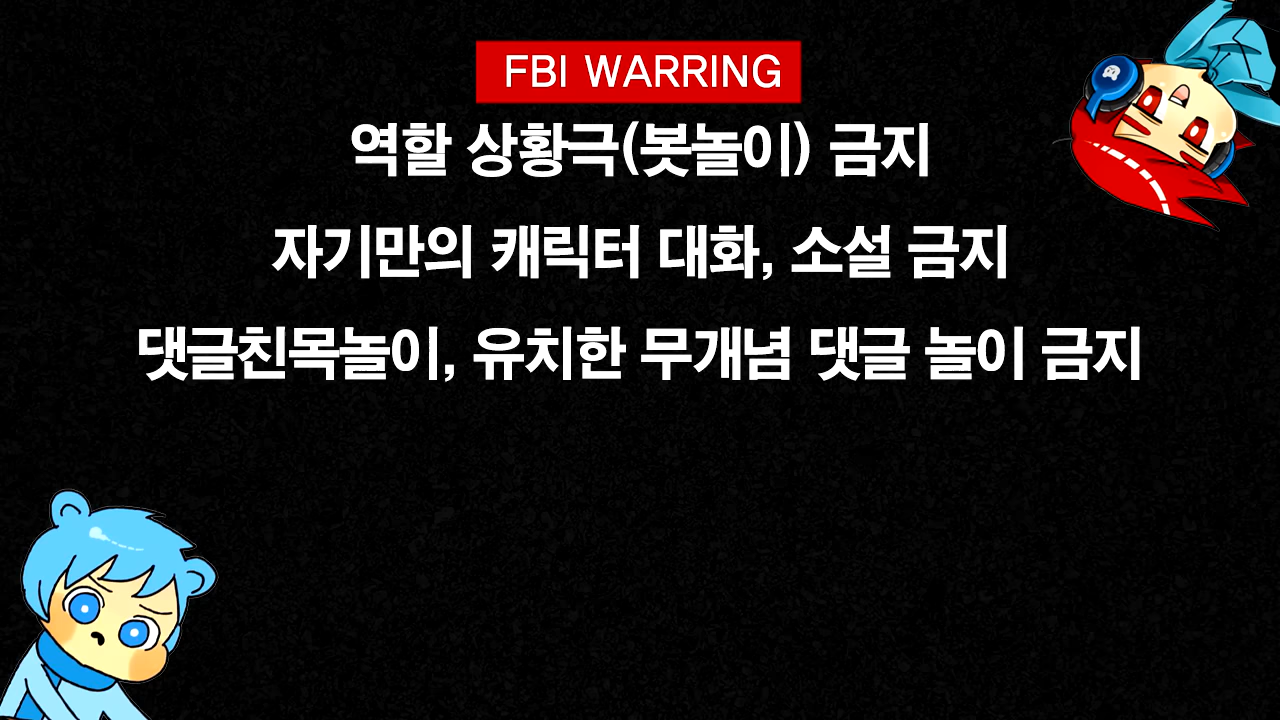 FBI WARRING
역할 상황극(봇놀이) 금지
자기만의 캐릭터 대화, 소설 금지
댓글친목놀이, 유치한 무개념 댓글 놀이 금지